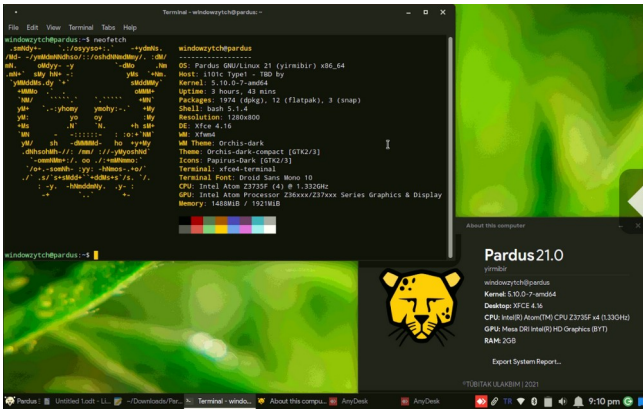 Terminal - windowzytch@pardus: ~
File Edit View Terminal Tabs Help
windowzytch@pardus:~$ neofetch
windowzytch@pardus
------------------
OS: Pardus GNU/Linux 21 (yirmibir) x86_64
Host: i101c Type1 - TBD by
Kernel: 5.10.0-7-amd64
Uptime: 3 hours, 43 mins
Packages: 1974 (dpkg), 12 (flatpak), 3 (snap)
Shell: bash 5.1.4
Resolution: 1280x800
DE: Xfce 4.16
WM: Xfwm4
WM Theme: Orchis-dark
Theme: Orchis-dark-compact [GTK2/3]
Icons: Papirus-Dark [GTK2/3]
Terminal: xfce4-terminal
Terminal Font: Droid Sans Mono 10
CPU: Intel Atom Z3735F (4) @ 1.332GHz
GPU: Intel Atom Processor Z36xxx/Z37xxx Series Graphics & Display
Memory: 1488MiB / 1921MiB
windowzytch@pardus:~$
About this computer
Pardus 21.0
yirmibir
windowzytch@pardus
Kernel: 5.10.0-7-amd64
Desktop: XFCE 4.16
CPU: Intel(R) Atom(TM) CPU Z3735F x4 (1.33GHz)
GPU: Mesa DRI Intel(R) HD Graphics (BYT)
RAM: 2GB
Export System Report...
TÜBİTAK ULAKBİM | 2021
Pardus Untitled 1.odt - Li... ~/Downloads/Par... Terminal - windo... About this compu... AnyDesk AnyDesk TR 9:10 pm